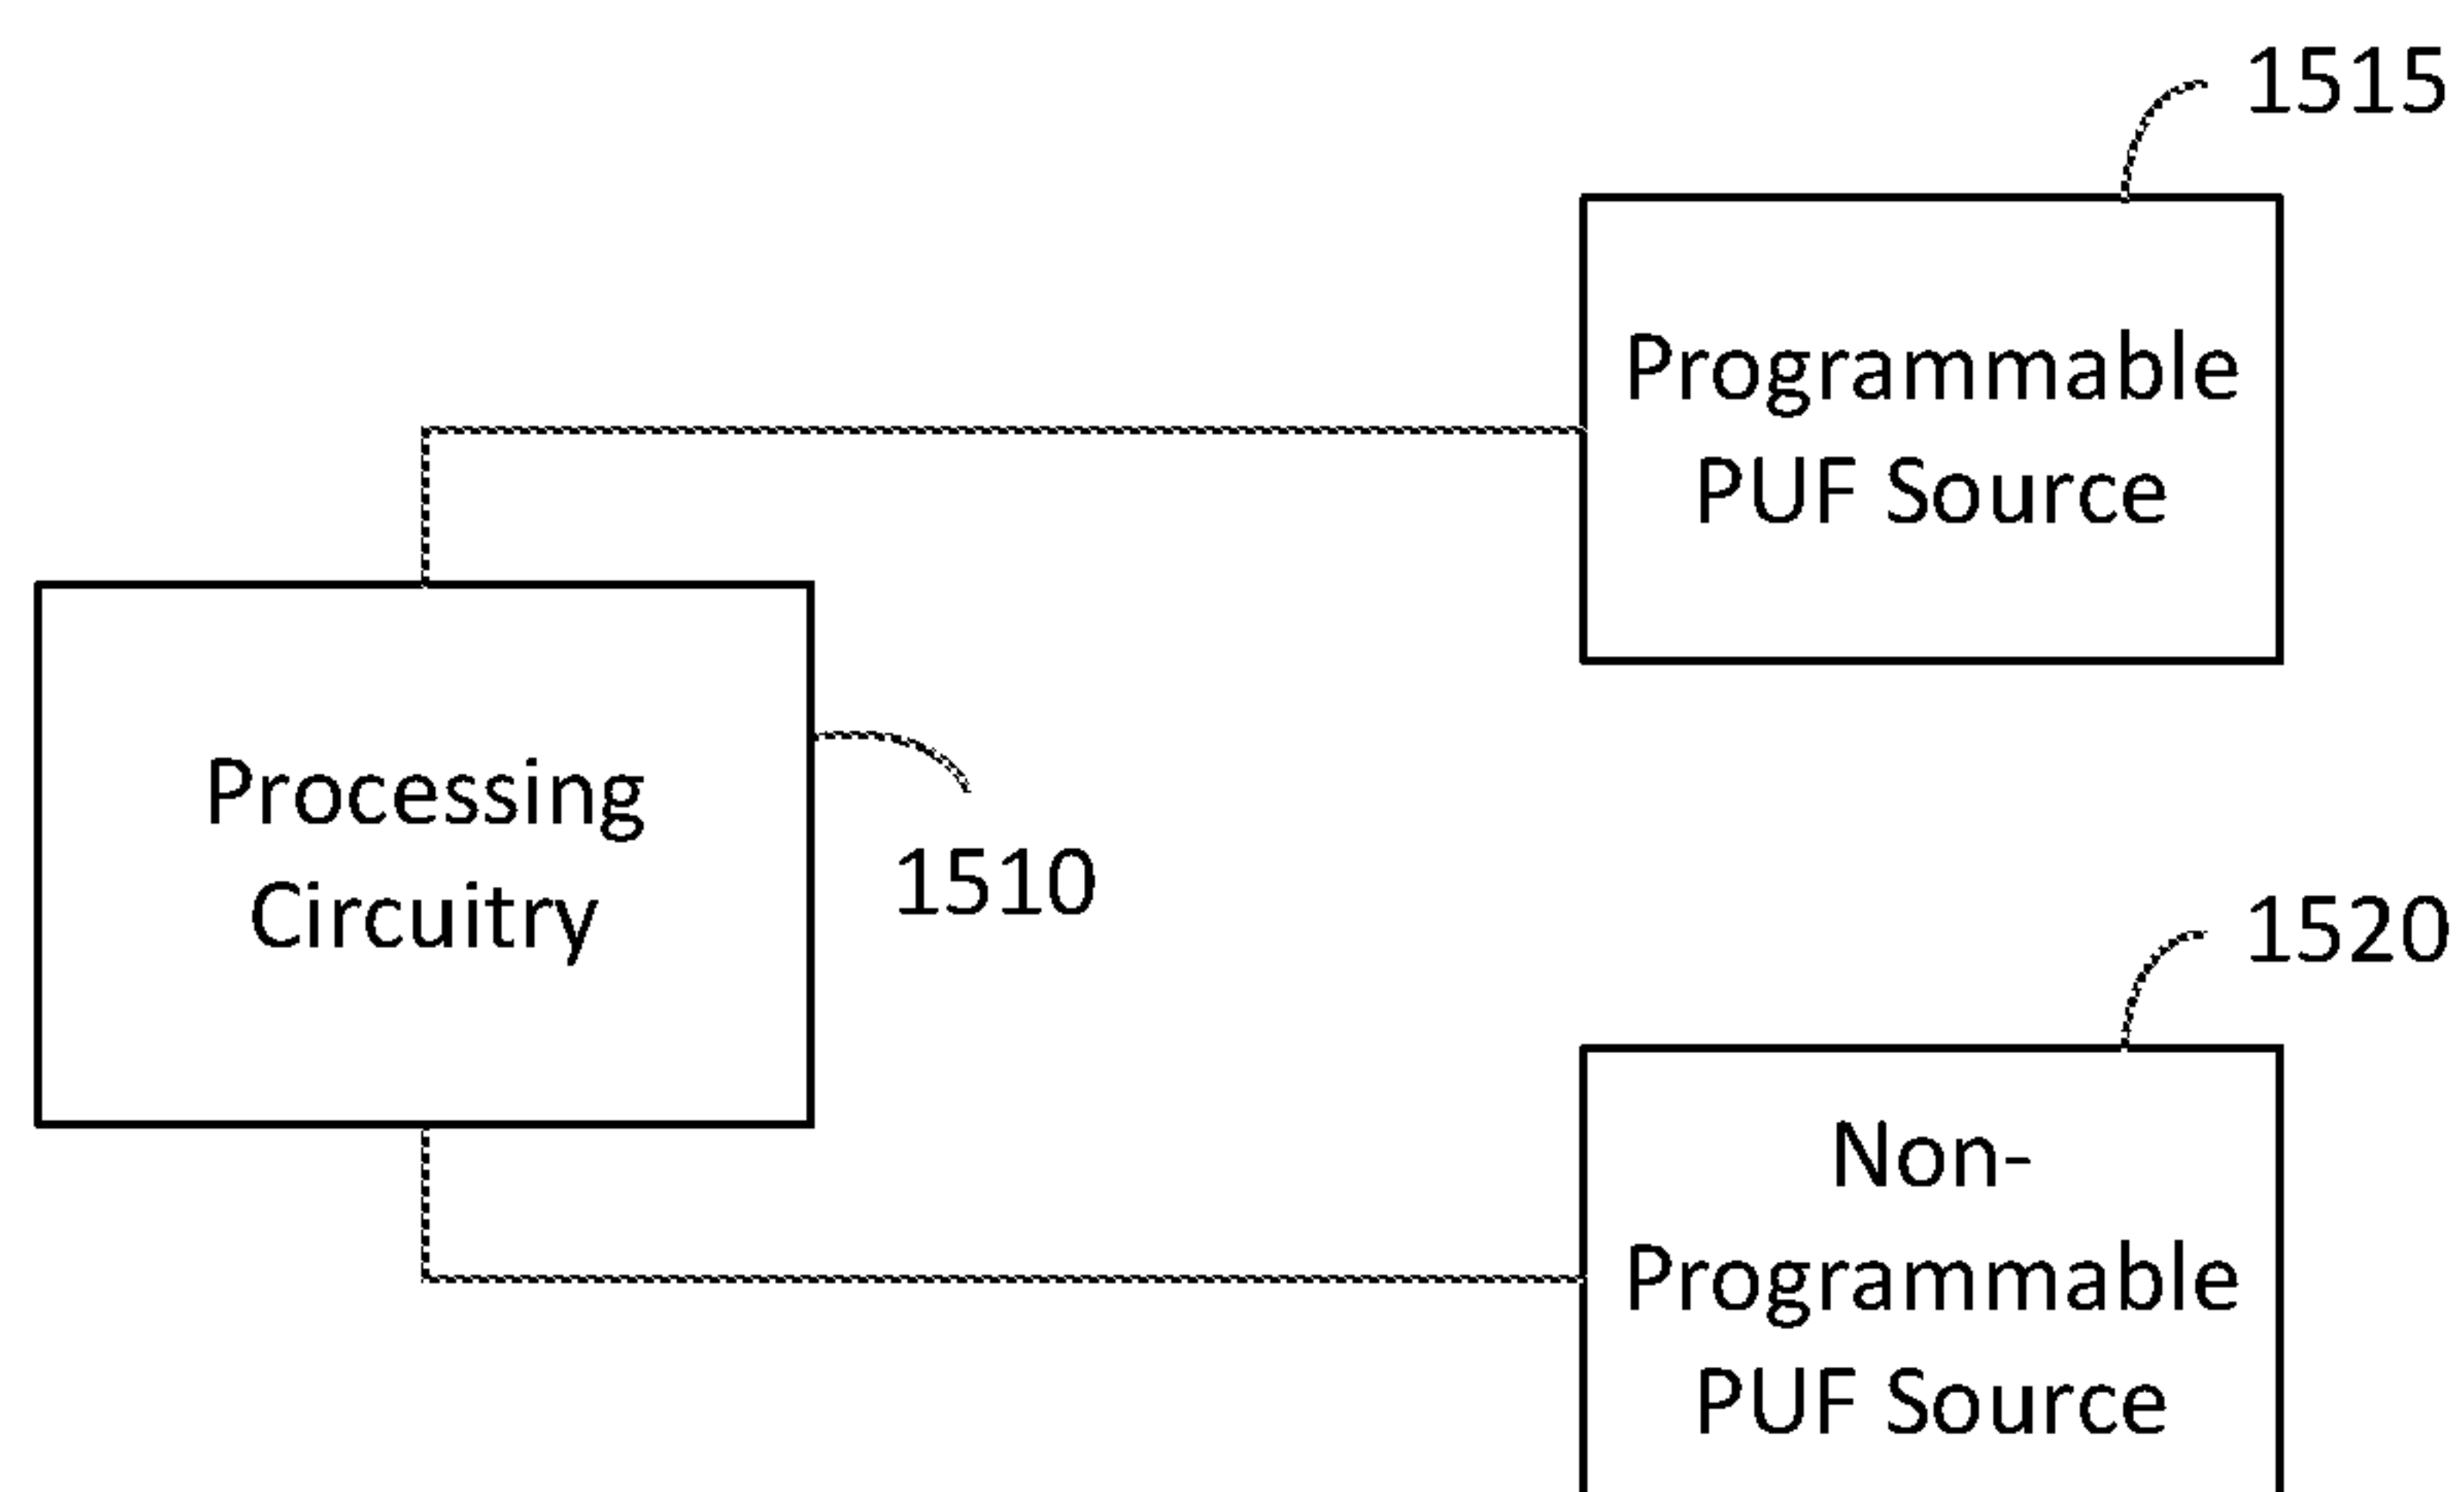 1515
Programmable
PUF Source
Processing
Circuitry
1510
1520
Non-
Programmable
PUF Source